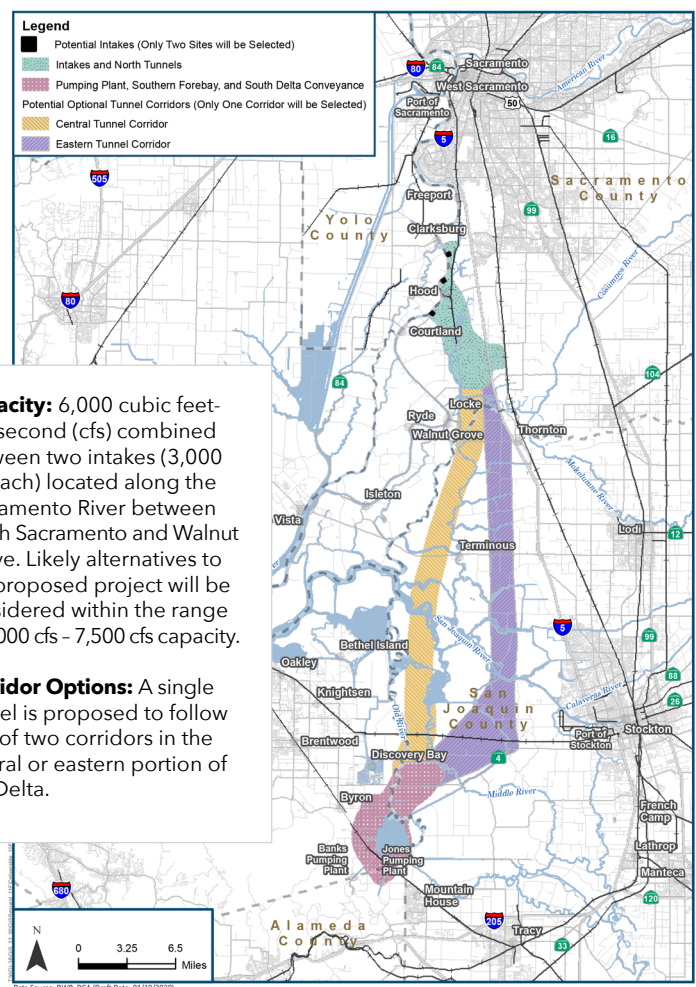 Legend
Potential Intakes (Only Two Sites will be Selected)
Intakes and North Tunnels
Pumping Plant, Southern Forebay, and South Delta Conveyance
Potential Optional Tunnel Corridors (Only One Corridor will be Selected)
Central Tunnel Corridor
Eastern Tunnel Corridor
80
84
Sacramento
American River
West Sacramento
50
Port of
Sacramento
5
16
505
Sacramento
County
99
Freeport
Yolo
County
Clarksburg
Cosumnes River
80
Hood
Courtland
104
84
acity: 6,000 cubic feet-
second (cfs) combined
ween two intakes (3,000
each) located along the
amento River between
h Sacramento and Walnut
ve. Likely alternatives to
proposed project will be
sidered within the range
000 cfs – 7,500 cfs capacity.
idor Options: A single
el is proposed to follow
of two corridors in the
ral or eastern portion of
Delta.
Locke
Ryde
Walnut Grove
Thornton
Mokelumne River
Isleton
Vista
Lodi
12
Terminous
San Joaquin River
5
99
Bethel Island
Oakley
88
26
Knightsen
San
Joaquin
County
Calaveras River
Old River
Brentwood
Port of
Stockton
Stockton
Discovery Bay
4
Middle River
Byron
French
Camp
Banks
Pumping
Plant
Jones
Pumping
Plant
Lathrop
Manteca
680
Mountain
House
120
205
Alameda
County
Tracy
33
N
0 3.25 6.5
Miles